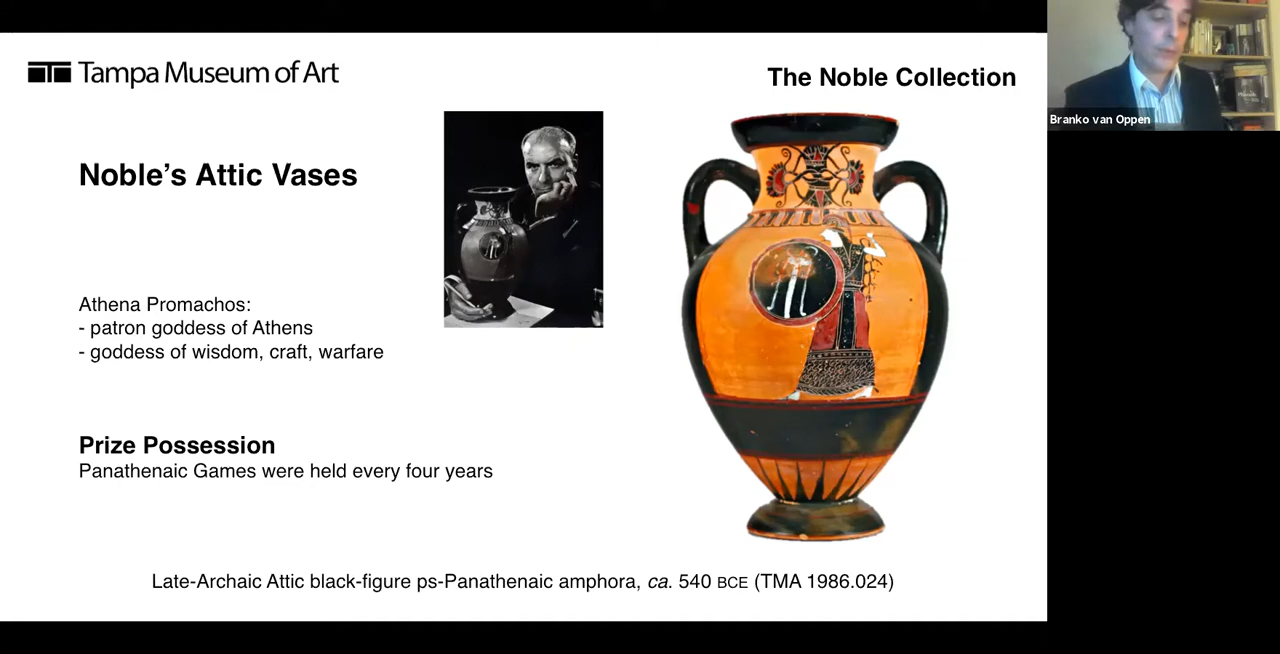 Tampa Museum of Art
The Noble Collection
Branko van Oppen
Noble’s Attic Vases
Athena Promachos:
- patron goddess of Athens
- goddess of wisdom, craft, warfare
Prize Possession
Panathenaic Games were held every four years
Late-Archaic Attic black-figure ps-Panathenaic amphora, ca. 540 BCE (TMA 1986.024)